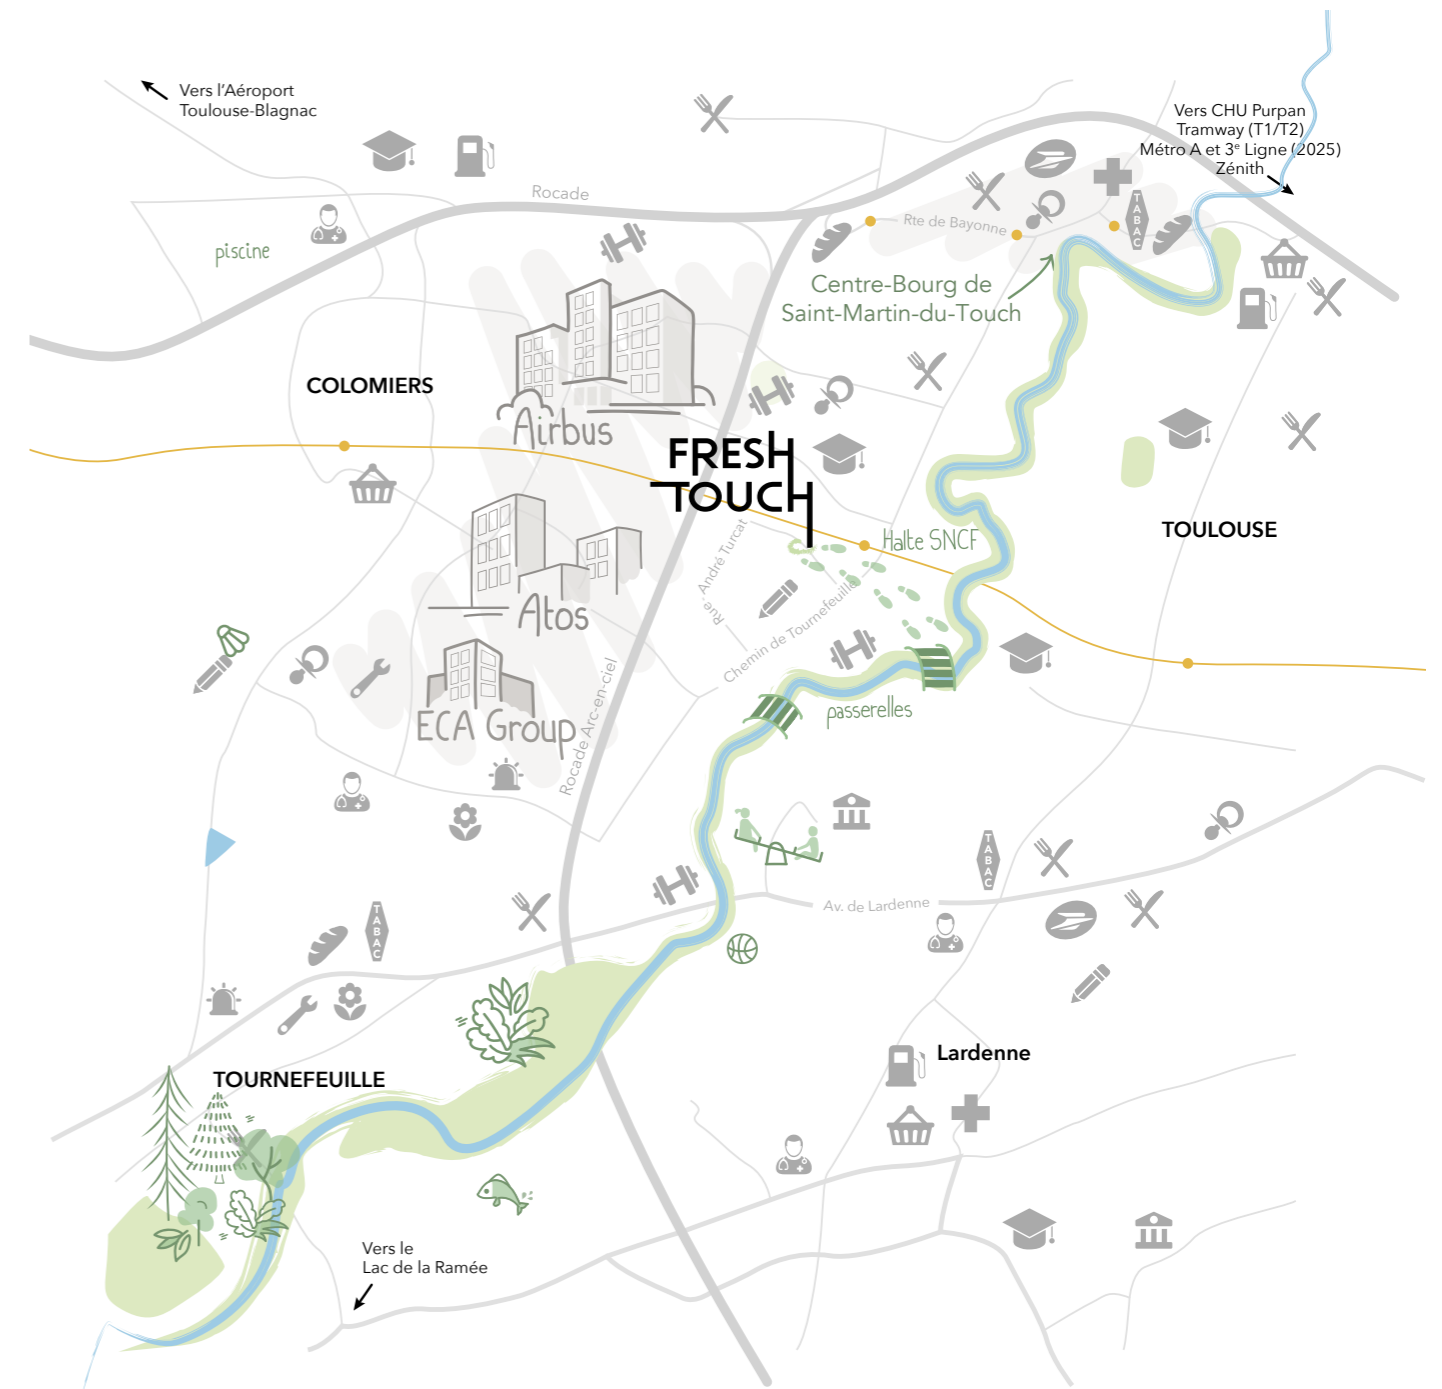 Vers l'Aéroport
Toulouse-Blagnac
Vers CHU Purpan
Tramway (T1/T2)
Métro A et 3e Ligne (2025)
Zénith
Rocade
piscine
TABAC
Rte de Bayonne
Centre-Bourg de
Saint-Martin-du-Touch
COLOMIERS
Airbus
FRESH
TOUCH
TOULOUSE
Halte SNCF
Rue André Turcat
Atos
Chemin de Tournefeuille
ECA Group
Rocade Arc-en-ciel
passerelles
TABAC
Av. de Lardenne
TABAC
Lardenne
TOURNEFEUILLE
Vers le
Lac de la Ramée